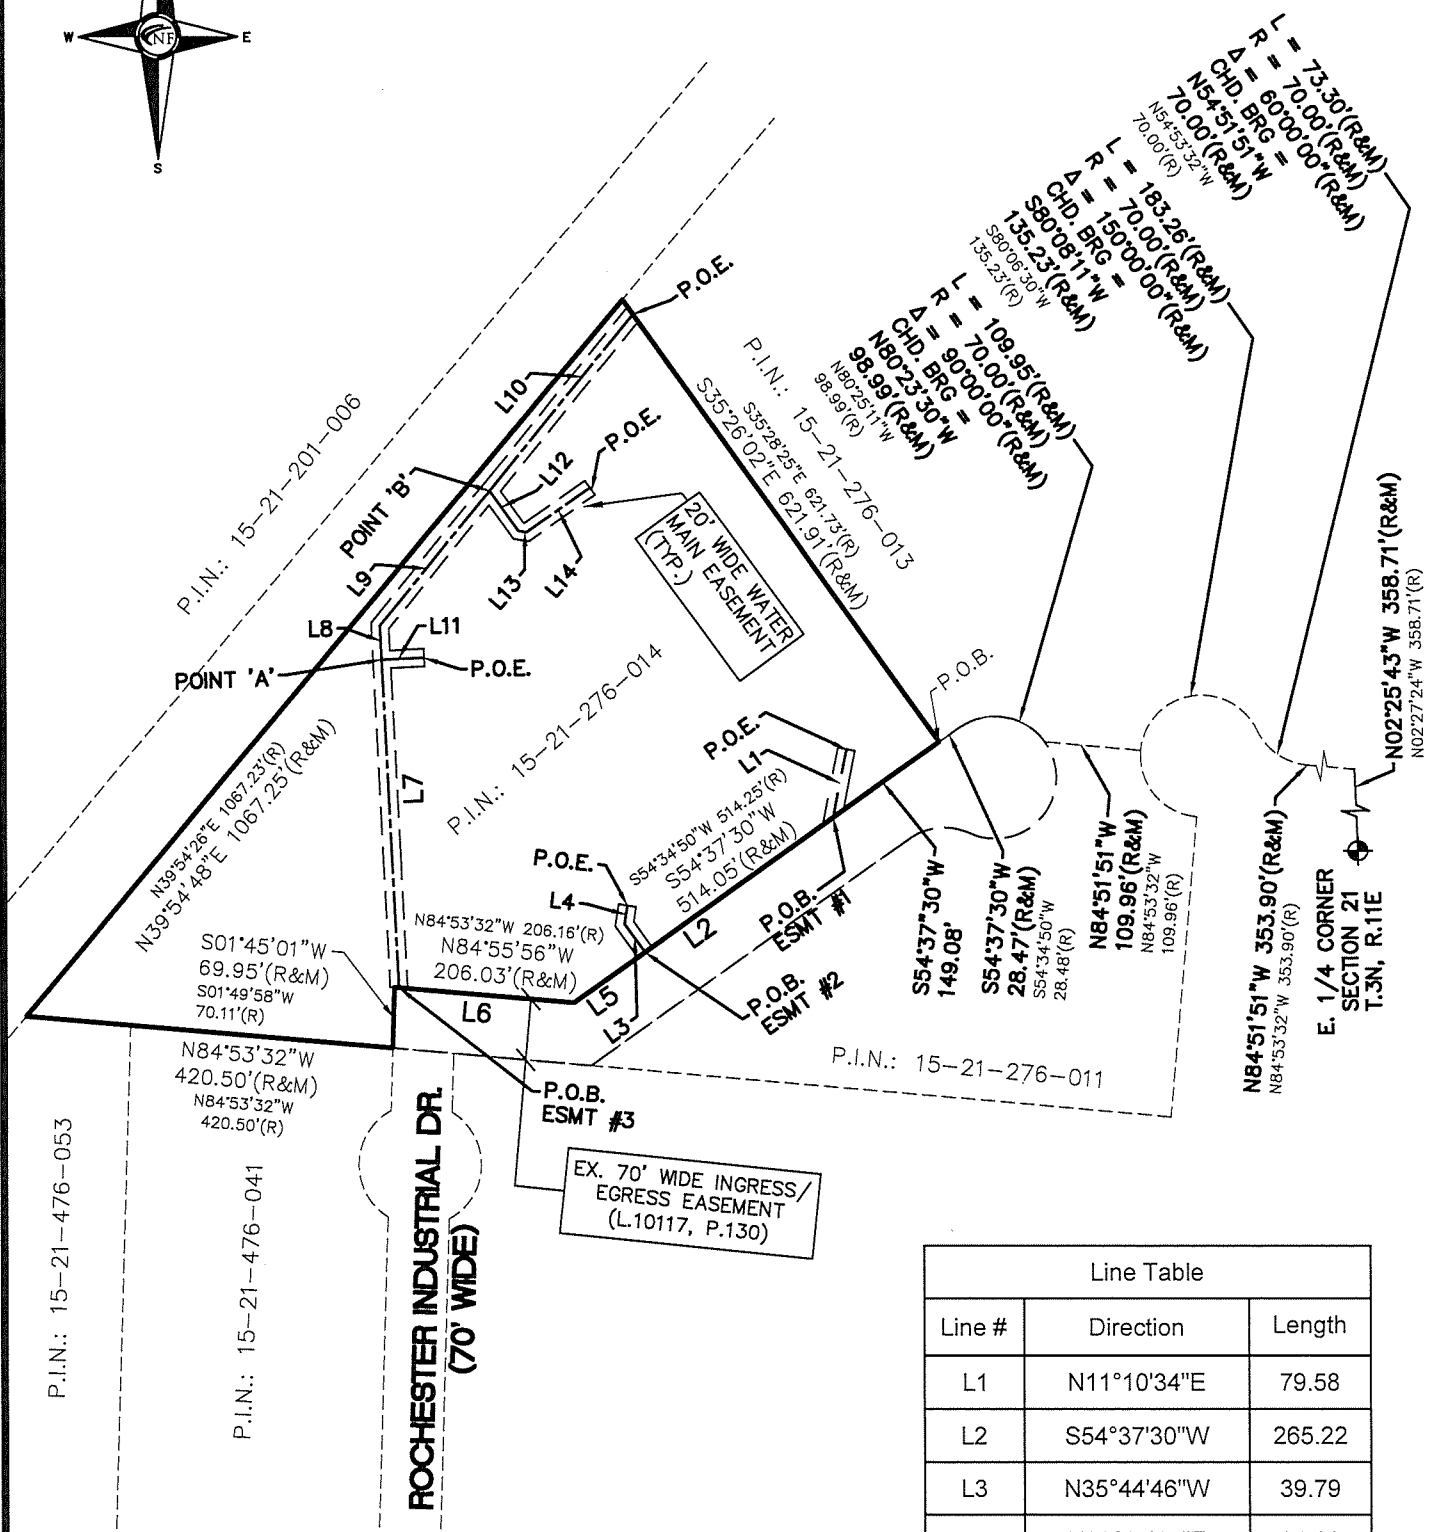 W
NF
E
S
L = 73.30'(R&M)
R = 70.00'(R&M)
Δ = 60°00'00"(R&M)
CHD. BRG =
N54°51'51"W
70.00'(R&M)
N54°53'32"W
70.00'(R)
L = 183.26'(R&M)
R = 70.00'(R&M)
Δ = 150°00'00"(R&M)
CHD. BRG =
S80°08'11"W
135.23'(R&M)
S80°06'30"W
135.23'(R)
L = 109.95'(R&M)
R = 70.00'(R&M)
Δ = 90°00'00"(R&M)
CHD. BRG =
N80°23'30"W
98.99'(R&M)
N80°25'11"W
98.99'(R)
P.O.E.
L10
P.I.N.: 15-21-201-006
P.I.N.: 15-21-276-013
S35°28'25"E 621.73'(R)
S35°26'02"E 621.91'(R&M)
P.O.E.
L12
POINT 'B'
L9
L13
L14
20' WIDE WATER
MAIN EASEMENT
(TYP.)
L8
L11
POINT 'A'
P.O.E.
N02°25'43"W 358.71'(R&M)
N02°27'24"W 358.71'(R)
P.I.N.: 15-21-276-014
P.O.B.
P.O.E.
L1
L7
N39°54'26"E 1067.23'(R)
N39°54'48"E 1067.25'(R&M)
S54°34'50"W 514.25'(R)
S54°37'30"W
514.05'(R&M)
P.O.E.
L4
L2
P.O.B.
ESMT #1
S54°37'30"W
149.08'
S54°37'30"W
28.47'(R&M)
S54°34'50"W
28.48'(R)
N84°51'51"W
109.96'(R&M)
N84°53'32"W
109.96'(R)
N84°51'51"W 353.90'(R&M)
N84°53'32"W 353.90'(R)
E. 1/4 CORNER
SECTION 21
T.3N, R.11E
S01°45'01"W
69.95'(R&M)
S01°49'58"W
70.11'(R)
N84°53'32"W 206.16'(R)
N84°55'56"W
206.03'(R&M)
L6
L5
L3
P.O.B.
ESMT #2
N84°53'32"W
420.50'(R&M)
N84°53'32"W
420.50'(R)
P.I.N.: 15-21-276-011
P.O.B.
ESMT #3
EX. 70' WIDE INGRESS/
EGRESS EASEMENT
(L.10117, P.130)
P.I.N.: 15-21-476-053
P.I.N.: 15-21-476-041
ROCHESTER INDUSTRIAL DR.
(70' WIDE)
Line Table
Line # Direction Length
L1 N11°10'34"E 79.58
L2 S54°37'30"W 265.22
L3 N35°44'46"W 39.79